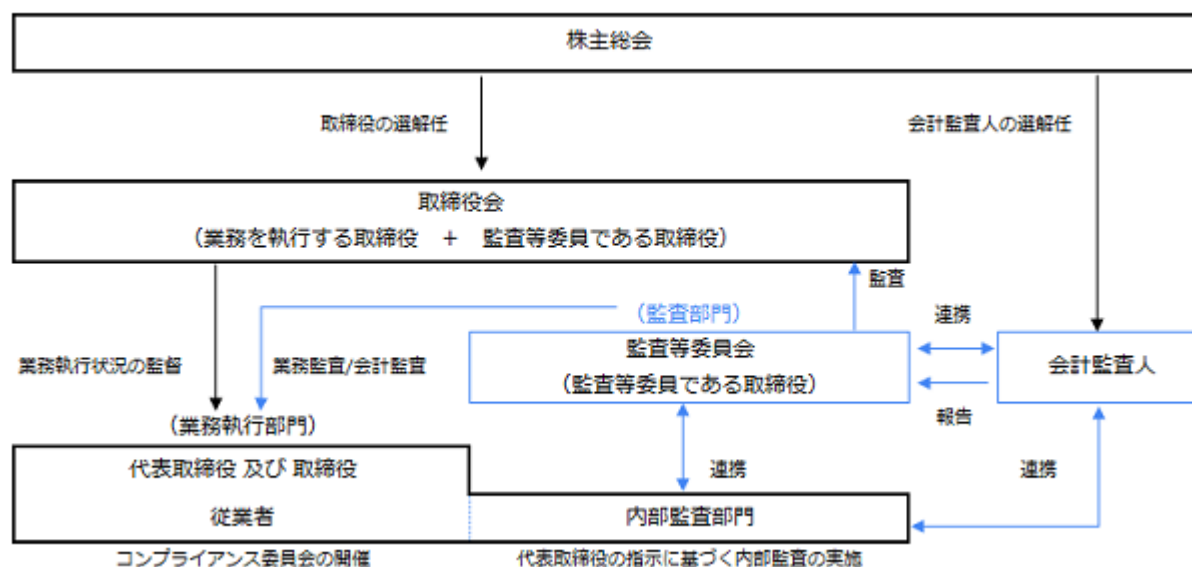 株主総会
取締役の選解任
会計監査人の選解任
取締役会
（業務を執行する取締役　＋　監査等委員である取締役）
監査
（監査部門）
連携
業務執行状況の監督
業務監査/会計監査
監査等委員会
（監査等委員である取締役）
会計監査人
報告
（業務執行部門）
代表取締役 及び 取締役
連携
連携
従業者
内部監査部門
コンプライアンス委員会の開催
代表取締役の指示に基づく内部監査の実施